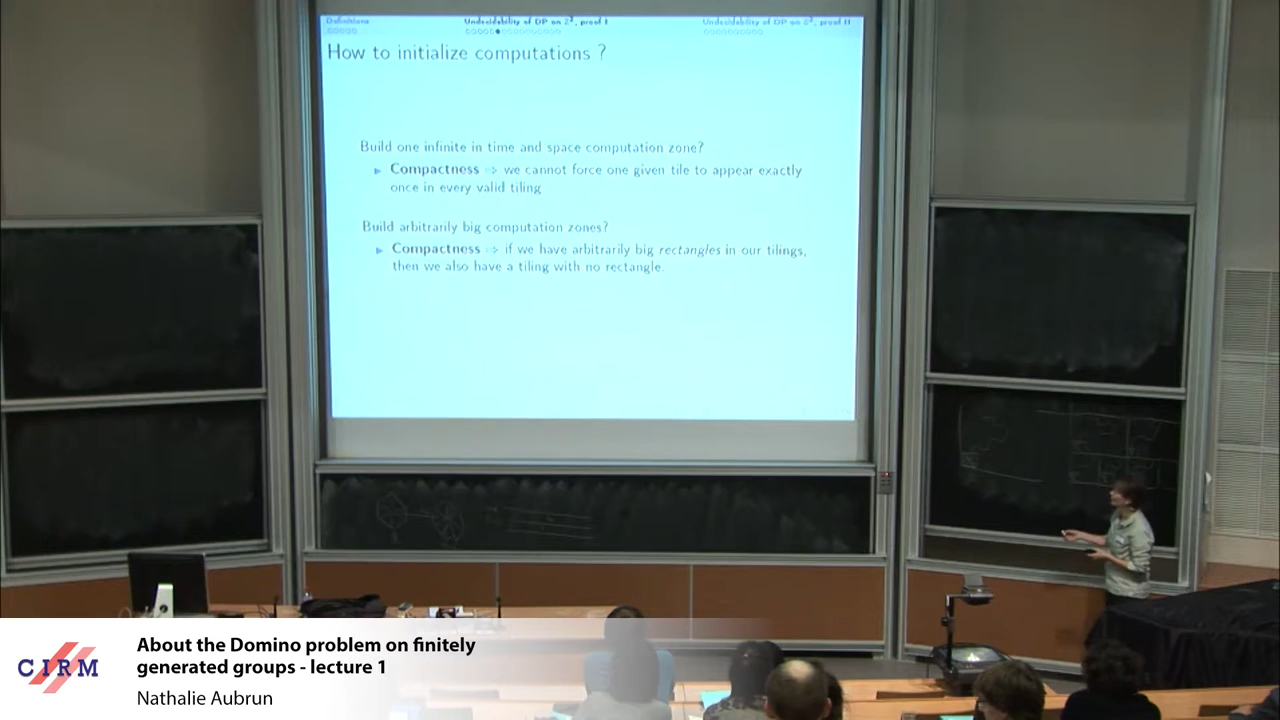 Definitions Undecidability of DP on Z², proof I Undecidability of DP on Z², proof II
How to initialize computations ?
Build one infinite in time and space computation zone?
Compactness ⇒ we cannot force one given tile to appear exactly
once in every valid tiling
Build arbitrarily big computation zones?
Compactness ⇒ if we have arbitrarily big rectangles in our tilings,
then we also have a tiling with no rectangle.
CIRM
About the Domino problem on finitely
generated groups - lecture 1
Nathalie Aubrun